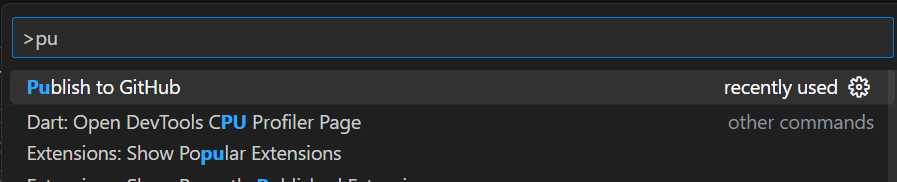 >pu
Publish to GitHub recently used
Dart: Open DevTools CPU Profiler Page other commands
Extensions: Show Popular Extensions